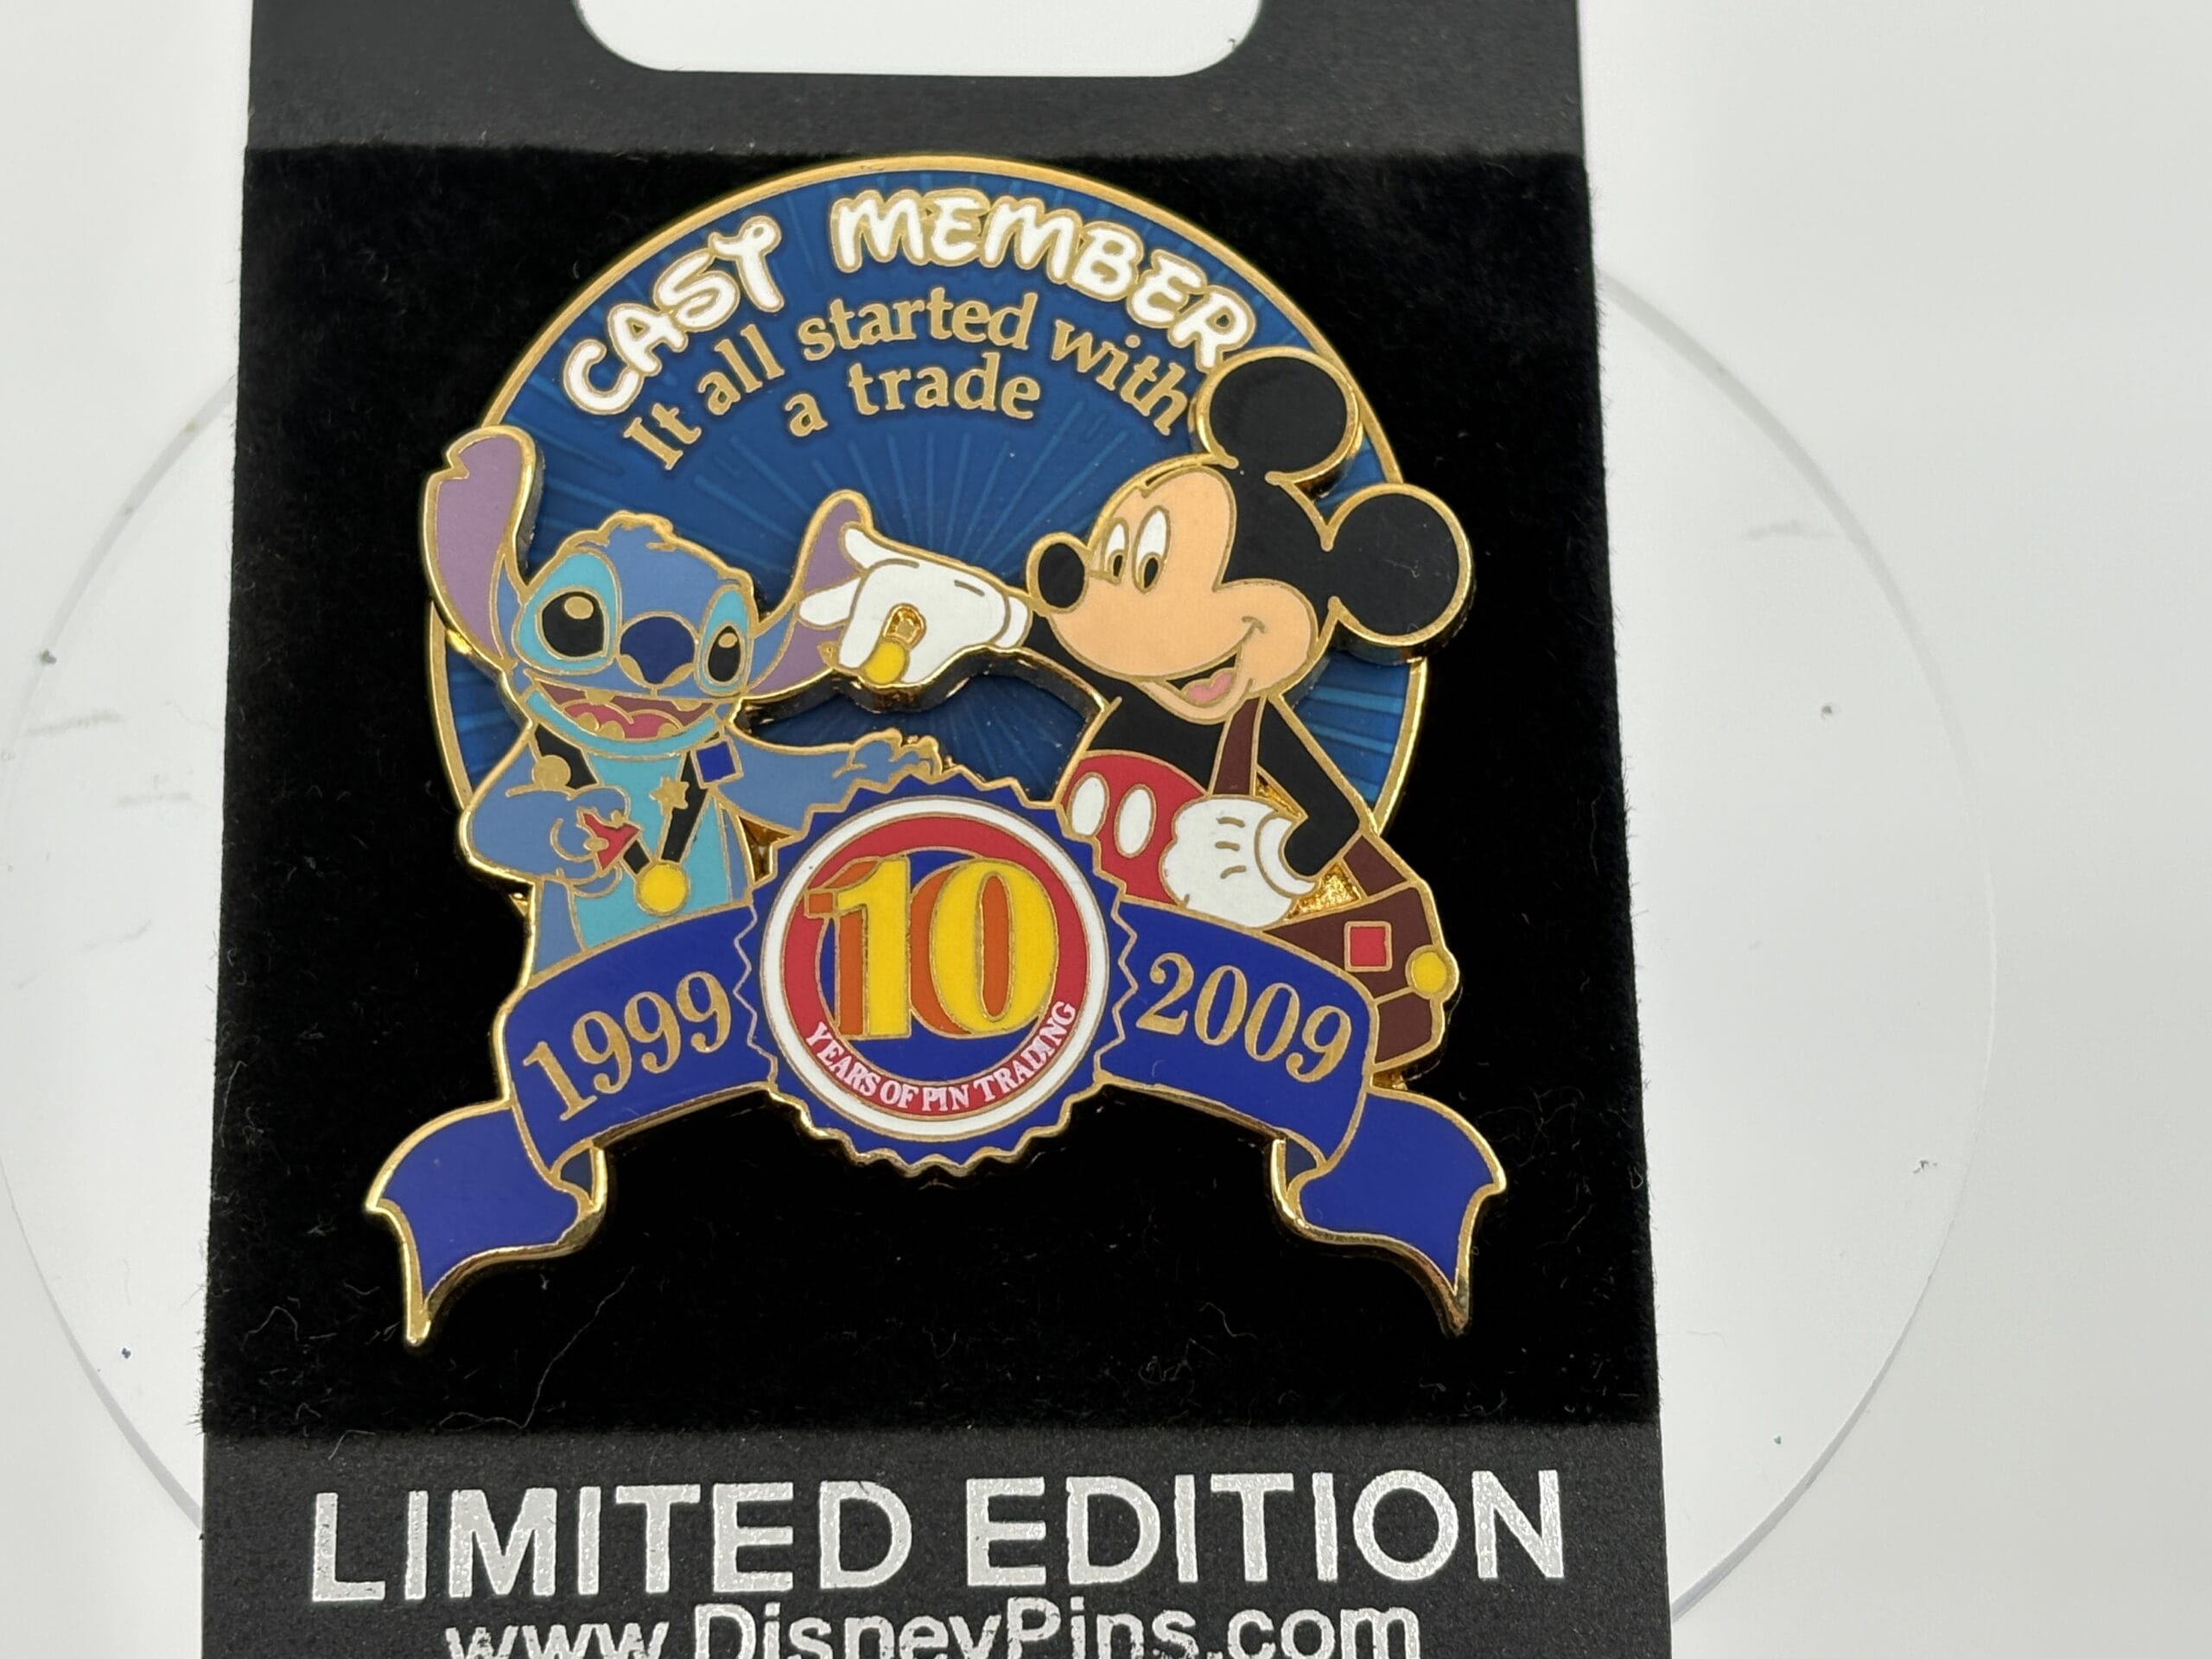 CAST MEMBER
It all started with
a trade
1999
10
YEARS OF PIN TRADING
2009
LIMITED EDITION
www.DisneyPins.com